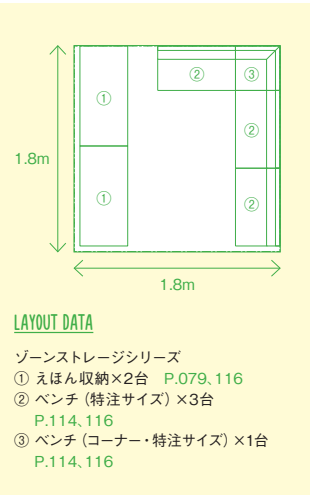 ②
③
①
②
1.8m
①
②
1.8m
LAYOUT DATA
ゾーンストレージシリーズ
① えほん収納×2台 P.079、116
② ベンチ（特注サイズ）×3台
P.114、116
③ ベンチ（コーナー・特注サイズ）×1台
P.114、116